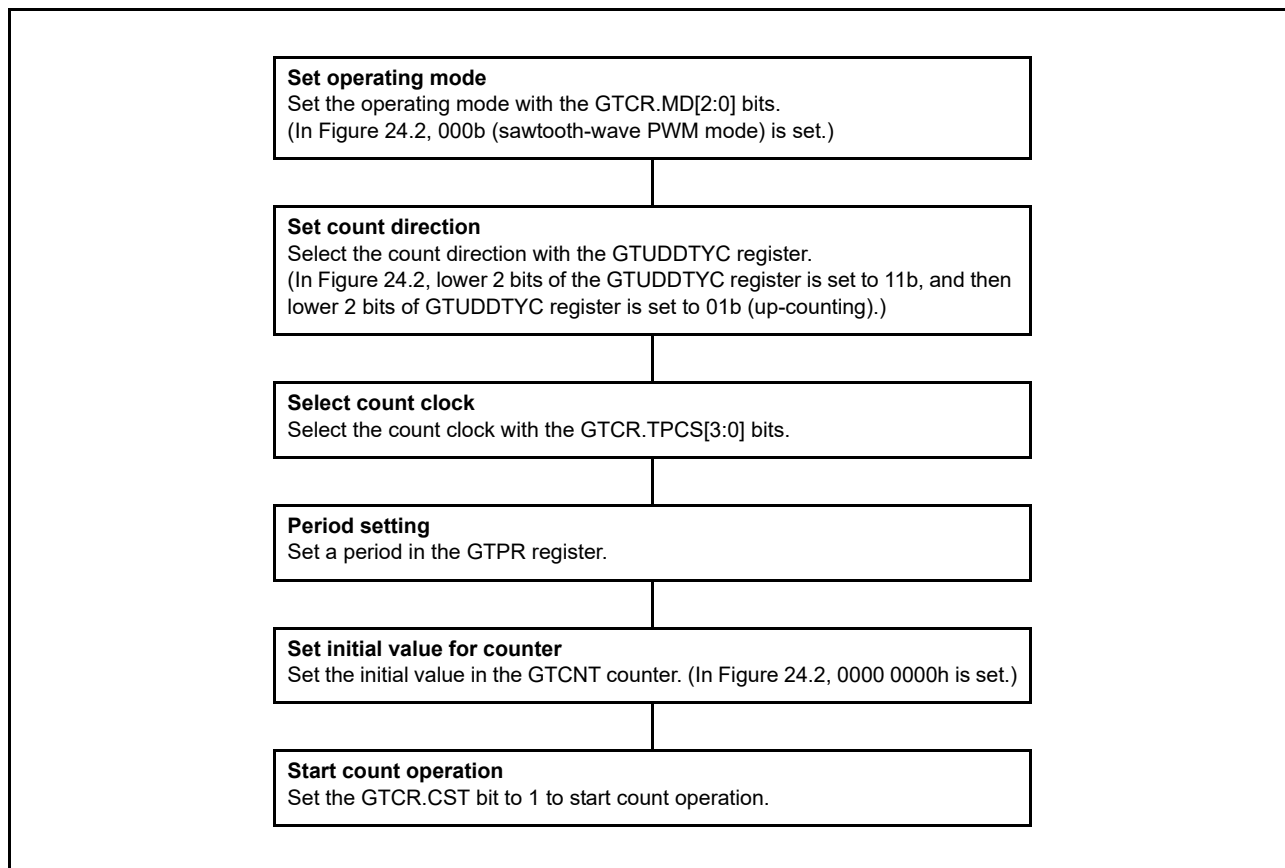 Set operating mode
Set the operating mode with the GTCR.MD[2:0] bits.
(In Figure 24.2, 000b (sawtooth-wave PWM mode) is set.)
Set count direction
Select the count direction with the GTUDDTYC register.
(In Figure 24.2, lower 2 bits of the GTUDDTYC register is set to 11b, and then
lower 2 bits of GTUDDTYC register is set to 01b (up-counting).)
Select count clock
Select the count clock with the GTCR.TPCS[3:0] bits.
Period setting
Set a period in the GTPR register.
Set initial value for counter
Set the initial value in the GTCNT counter. (In Figure 24.2, 0000 0000h is set.)
Start count operation
Set the GTCR.CST bit to 1 to start count operation.